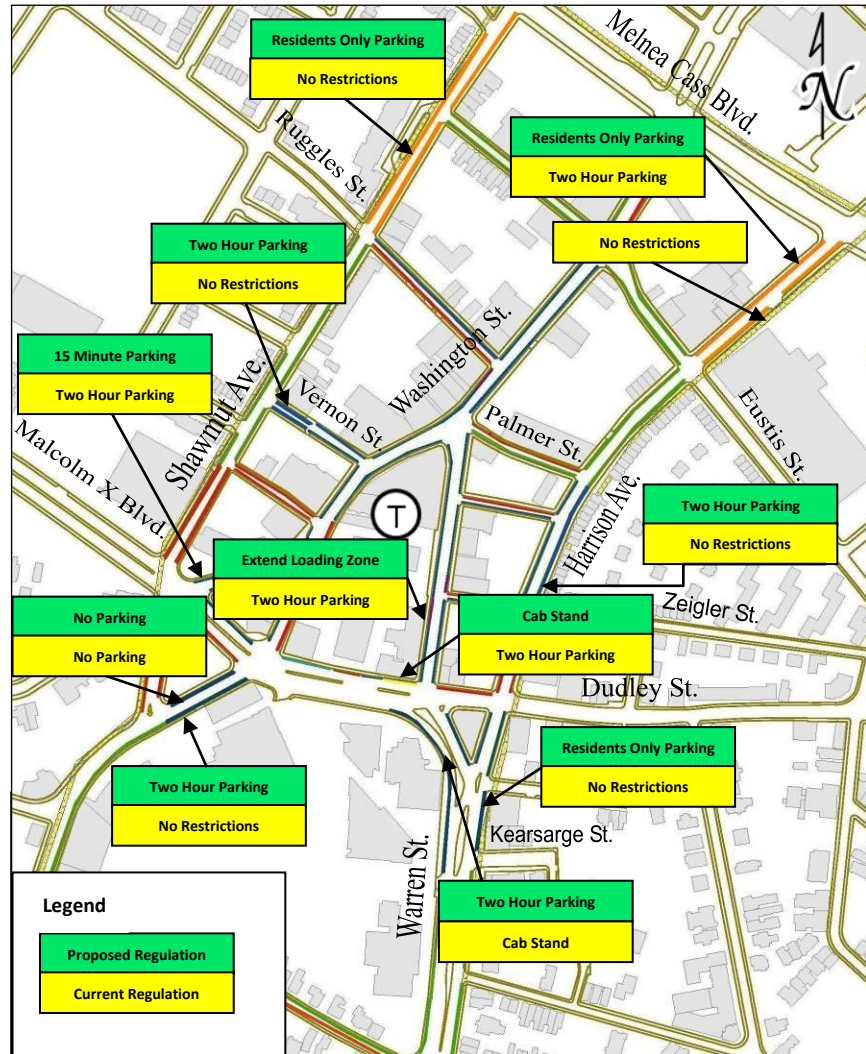 Residents Only Parking
No Restrictions
Melnea Cass Blvd.
N
Ruggles St.
Residents Only Parking
Two Hour Parking
No Restrictions
Two Hour Parking
No Restrictions
Washington St.
15 Minute Parking
Two Hour Parking
Shawmut Ave.
Vernon St.
Palmer St.
Eustis St.
Malcolm X Blvd.
Harrison Ave.
T
Two Hour Parking
No Restrictions
Extend Loading Zone
Two Hour Parking
Zeigler St.
No Parking
No Parking
Cab Stand
Two Hour Parking
Dudley St.
Two Hour Parking
No Restrictions
Residents Only Parking
No Restrictions
Kearsarge St.
Warren St.
Two Hour Parking
Cab Stand
Legend
Proposed Regulation
Current Regulation